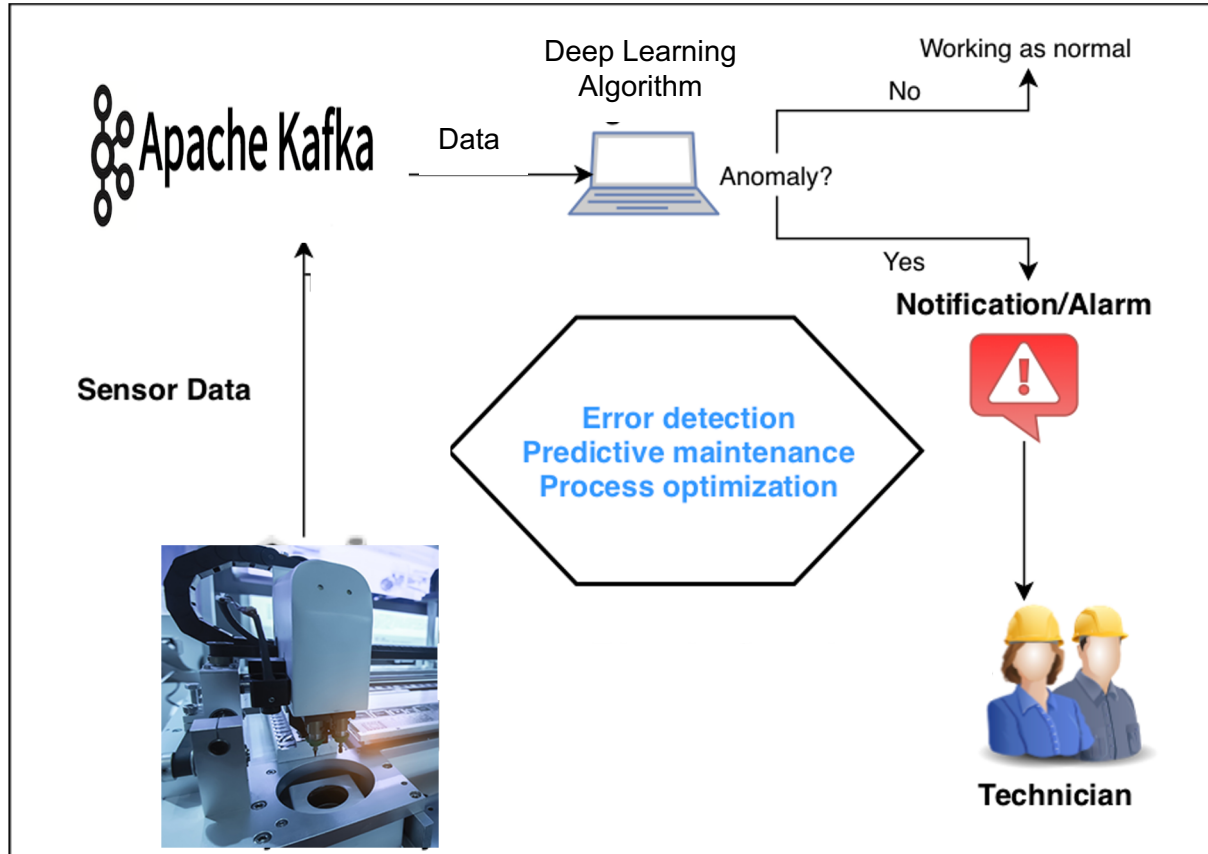 Deep Learning
Algorithm
Working as normal
No
Apache Kafka
Data
Anomaly?
Yes
Notification/Alarm
Sensor Data
Error detection
Predictive maintenance
Process optimization
Technician